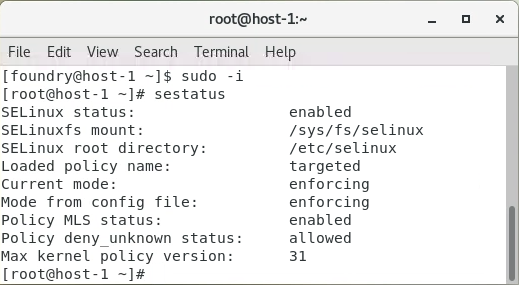 root@host-1:~
File Edit View Search Terminal Help
[foundry@host-1 ~]$ sudo -i
[root@host-1 ~]# sestatus
SELinux status:                 enabled
SELinuxfs mount:                /sys/fs/selinux
SELinux root directory:         /etc/selinux
Loaded policy name:             targeted
Current mode:                   enforcing
Mode from config file:          enforcing
Policy MLS status:              enabled
Policy deny_unknown status:     allowed
Max kernel policy version:      31
[root@host-1 ~]#